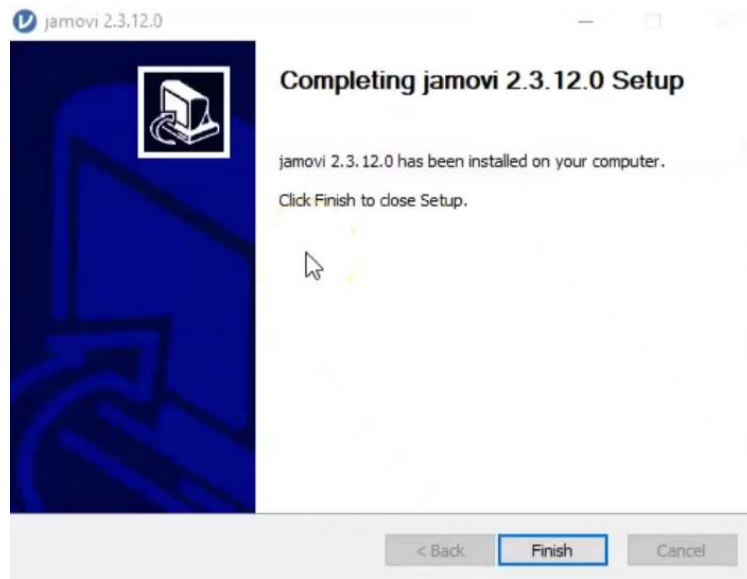 jamovi 2.3.12.0
Completing jamovi 2.3.12.0 Setup
jamovi 2.3.12.0 has been installed on your computer.
Click Finish to close Setup.
< Back
Finish
Cancel